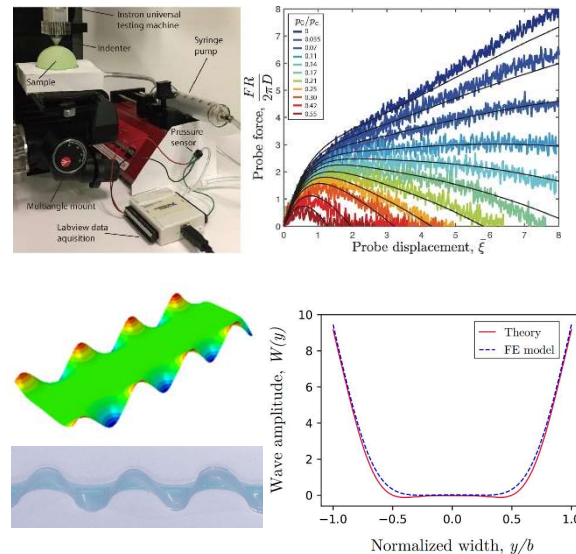 Instron universal
testing machine
Indenter
Sample
Syringe
pump
Pressure
sensor
Multiangle mount
Labview data
aquisition
Probe force, FR / 2πD
8
7
6
5
4
3
2
1
0
p_G/p_c
0
0.035
0.07
0.11
0.14
0.17
0.21
0.25
0.30
0.42
0.55
0 1 2 3 4 5 6 7 8
Probe displacement, ξ̄
Wave amplitude, W(y)
10
8
6
4
2
0
Theory
FE model
−1.0 −0.5 0.0 0.5 1.0
Normalized width, y/b